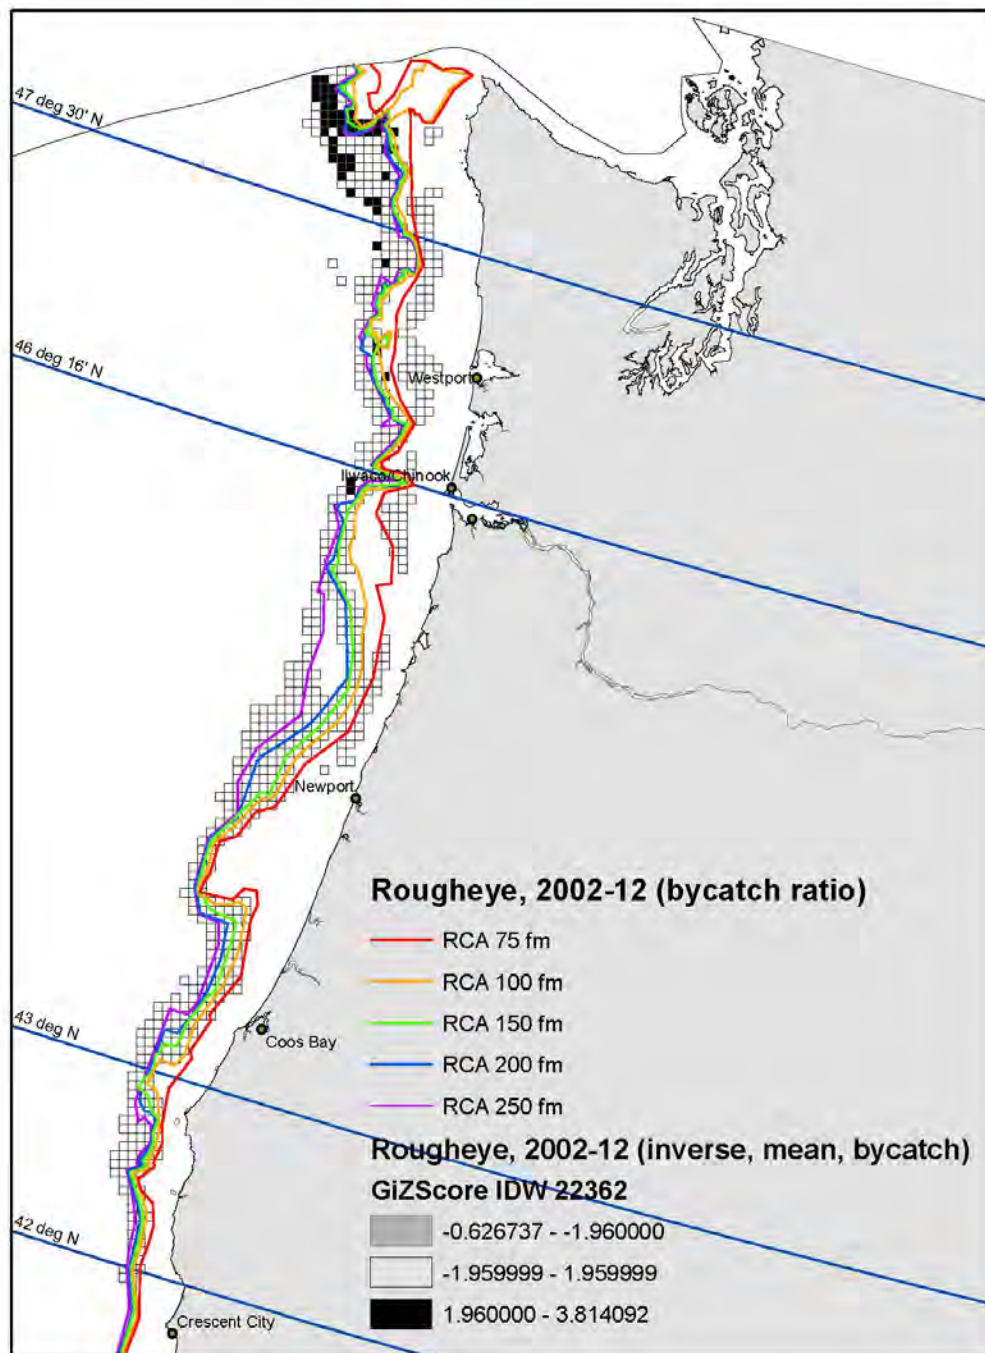 47 deg 30' N
46 deg 16' N
Westport
Ilwaco/Chinook
Newport
Rougheye, 2002-12 (bycatch ratio)
RCA 75 fm
RCA 100 fm
RCA 150 fm
RCA 200 fm
RCA 250 fm
43 deg N
Coos Bay
Rougheye, 2002-12 (inverse, mean, bycatch)
GiZScore IDW 22362
-0.626737 - -1.960000
-1.959999 - 1.959999
1.960000 - 3.814092
42 deg N
Crescent City